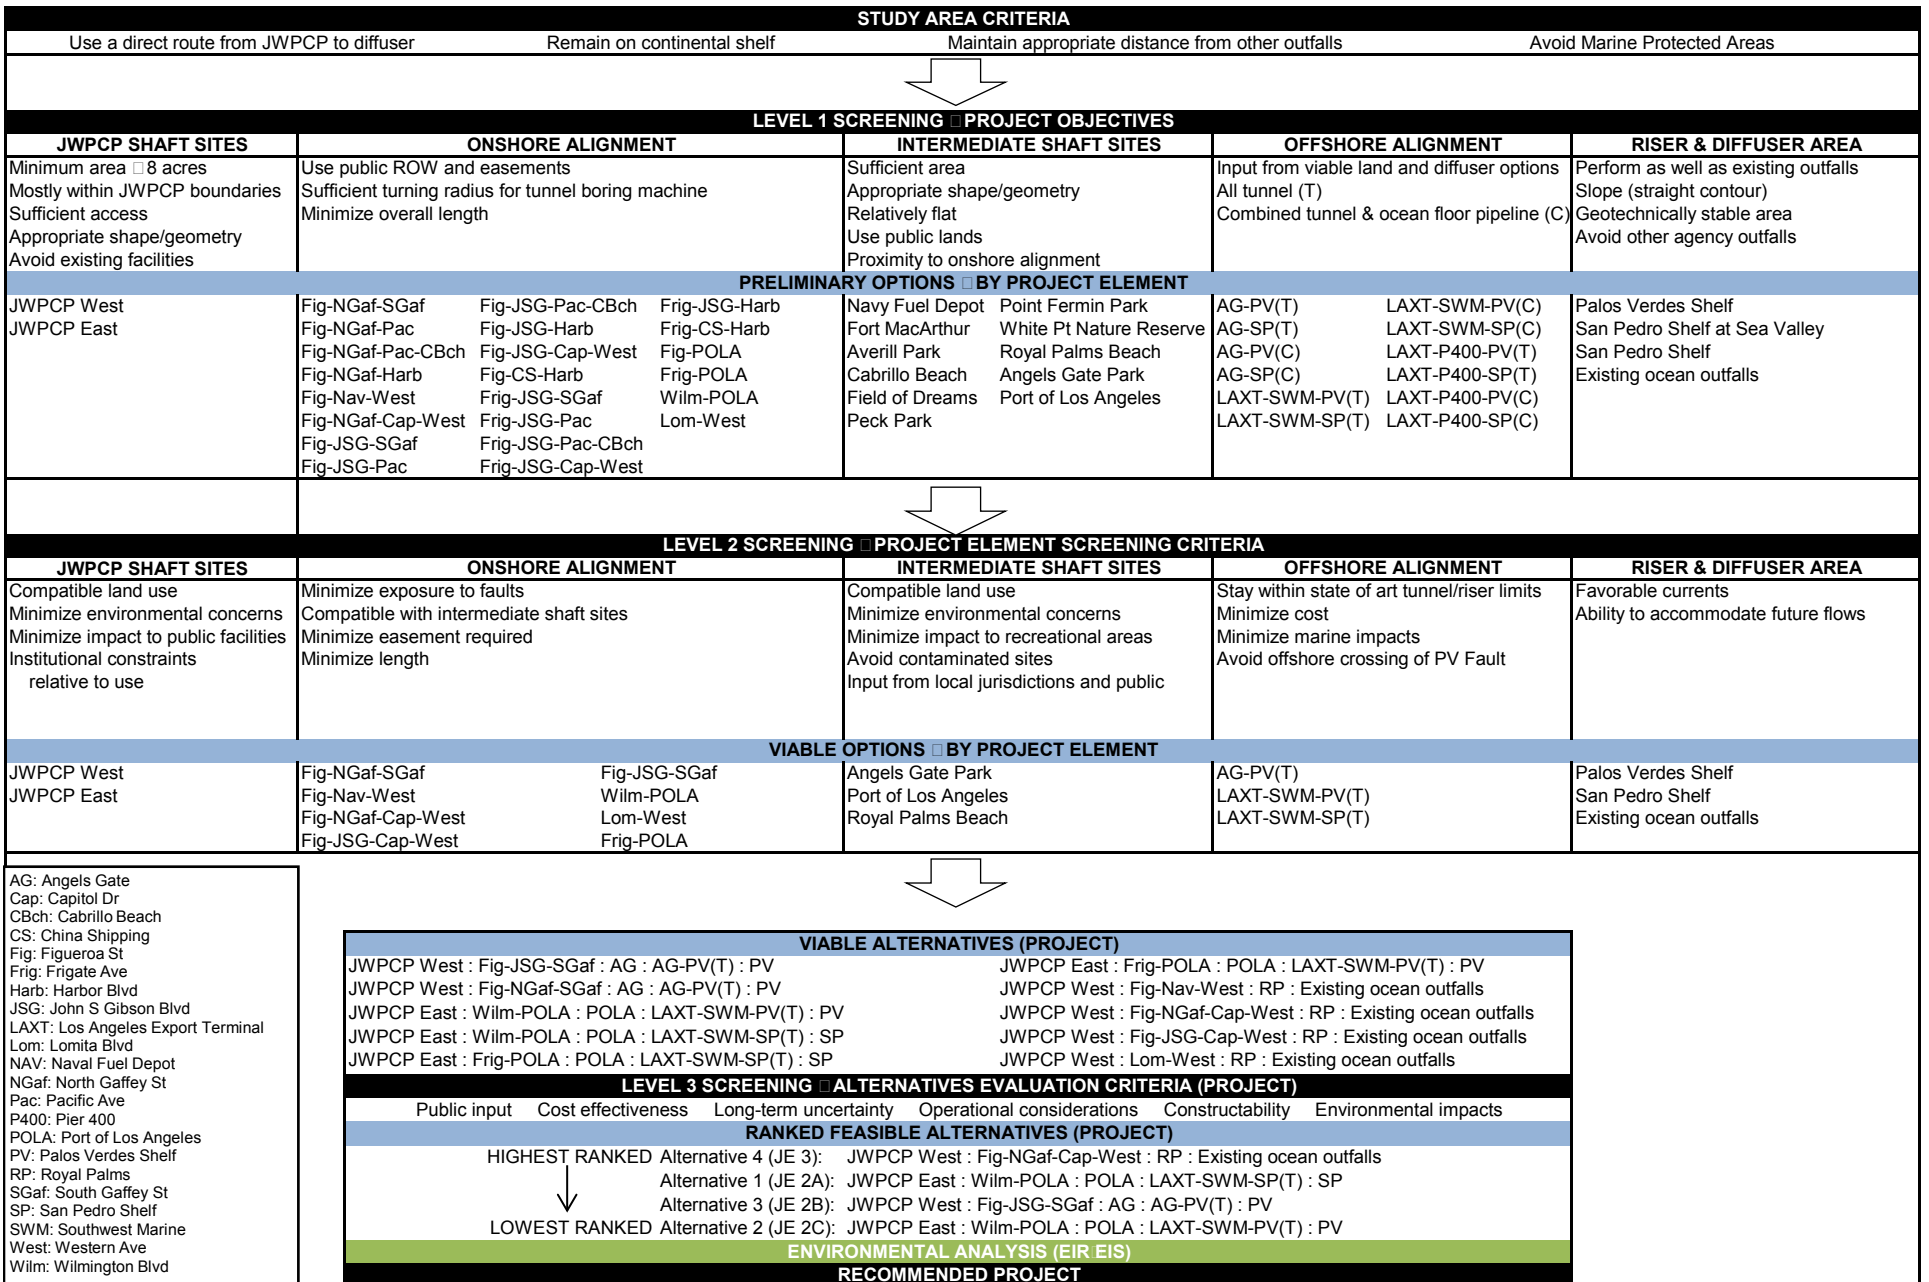 STUDY AREA CRITERIA
Use a direct route from JWPCP to diffuser Remain on continental shelf Maintain appropriate distance from other outfalls Avoid Marine Protected Areas
LEVEL 1 SCREENING □ PROJECT OBJECTIVES
JWPCP SHAFT SITES
Minimum area □ 8 acres
Mostly within JWPCP boundaries
Sufficient access
Appropriate shape/geometry
Avoid existing facilities
ONSHORE ALIGNMENT
Use public ROW and easements
Sufficient turning radius for tunnel boring machine
Minimize overall length
INTERMEDIATE SHAFT SITES
Sufficient area
Appropriate shape/geometry
Relatively flat
Use public lands
Proximity to onshore alignment
OFFSHORE ALIGNMENT
Input from viable land and diffuser options
All tunnel (T)
Combined tunnel & ocean floor pipeline (C)
RISER & DIFFUSER AREA
Perform as well as existing outfalls
Slope (straight contour)
Geotechnically stable area
Avoid other agency outfalls
PRELIMINARY OPTIONS □ BY PROJECT ELEMENT
JWPCP West
JWPCP East
Fig-NGaf-SGaf Fig-JSG-Pac-CBch Frig-JSG-Harb
Fig-NGaf-Pac Fig-JSG-Harb Frig-CS-Harb
Fig-NGaf-Pac-CBch Fig-JSG-Cap-West Fig-POLA
Fig-NGaf-Harb Fig-CS-Harb Frig-POLA
Fig-Nav-West Frig-JSG-SGaf Wilm-POLA
Fig-NGaf-Cap-West Frig-JSG-Pac Lom-West
Fig-JSG-SGaf Frig-JSG-Pac-CBch
Fig-JSG-Pac Frig-JSG-Cap-West
Navy Fuel Depot Point Fermin Park
Fort MacArthur White Pt Nature Reserve
Averill Park Royal Palms Beach
Cabrillo Beach Angels Gate Park
Field of Dreams Port of Los Angeles
Peck Park
AG-PV(T) LAXT-SWM-PV(C)
AG-SP(T) LAXT-SWM-SP(C)
AG-PV(C) LAXT-P400-PV(T)
AG-SP(C) LAXT-P400-SP(T)
LAXT-SWM-PV(T) LAXT-P400-PV(C)
LAXT-SWM-SP(T) LAXT-P400-SP(C)
Palos Verdes Shelf
San Pedro Shelf at Sea Valley
San Pedro Shelf
Existing ocean outfalls
LEVEL 2 SCREENING □ PROJECT ELEMENT SCREENING CRITERIA
JWPCP SHAFT SITES
Compatible land use
Minimize environmental concerns
Minimize impact to public facilities
Institutional constraints
relative to use
ONSHORE ALIGNMENT
Minimize exposure to faults
Compatible with intermediate shaft sites
Minimize easement required
Minimize length
INTERMEDIATE SHAFT SITES
Compatible land use
Minimize environmental concerns
Minimize impact to recreational areas
Avoid contaminated sites
Input from local jurisdictions and public
OFFSHORE ALIGNMENT
Stay within state of art tunnel/riser limits
Minimize cost
Minimize marine impacts
Avoid offshore crossing of PV Fault
RISER & DIFFUSER AREA
Favorable currents
Ability to accommodate future flows
VIABLE OPTIONS □ BY PROJECT ELEMENT
JWPCP West
JWPCP East
Fig-NGaf-SGaf Fig-JSG-SGaf
Fig-Nav-West Wilm-POLA
Fig-NGaf-Cap-West Lom-West
Fig-JSG-Cap-West Frig-POLA
Angels Gate Park
Port of Los Angeles
Royal Palms Beach
AG-PV(T)
LAXT-SWM-PV(T)
LAXT-SWM-SP(T)
Palos Verdes Shelf
San Pedro Shelf
Existing ocean outfalls
AG: Angels Gate
Cap: Capitol Dr
CBch: Cabrillo Beach
CS: China Shipping
Fig: Figueroa St
Frig: Frigate Ave
Harb: Harbor Blvd
JSG: John S Gibson Blvd
LAXT: Los Angeles Export Terminal
Lom: Lomita Blvd
NAV: Naval Fuel Depot
NGaf: North Gaffey St
Pac: Pacific Ave
P400: Pier 400
POLA: Port of Los Angeles
PV: Palos Verdes Shelf
RP: Royal Palms
SGaf: South Gaffey St
SP: San Pedro Shelf
SWM: Southwest Marine
West: Western Ave
Wilm: Wilmington Blvd
VIABLE ALTERNATIVES (PROJECT)
JWPCP West : Fig-JSG-SGaf : AG : AG-PV(T) : PV JWPCP East : Frig-POLA : POLA : LAXT-SWM-PV(T) : PV
JWPCP West : Fig-NGaf-SGaf : AG : AG-PV(T) : PV JWPCP West : Fig-Nav-West : RP : Existing ocean outfalls
JWPCP East : Wilm-POLA : POLA : LAXT-SWM-PV(T) : PV JWPCP West : Fig-NGaf-Cap-West : RP : Existing ocean outfalls
JWPCP East : Wilm-POLA : POLA : LAXT-SWM-SP(T) : SP JWPCP West : Fig-JSG-Cap-West : RP : Existing ocean outfalls
JWPCP East : Frig-POLA : POLA : LAXT-SWM-SP(T) : SP JWPCP West : Lom-West : RP : Existing ocean outfalls
LEVEL 3 SCREENING □ ALTERNATIVES EVALUATION CRITERIA (PROJECT)
Public input Cost effectiveness Long-term uncertainty Operational considerations Constructability Environmental impacts
RANKED FEASIBLE ALTERNATIVES (PROJECT)
HIGHEST RANKED Alternative 4 (JE 3): JWPCP West : Fig-NGaf-Cap-West : RP : Existing ocean outfalls
Alternative 1 (JE 2A): JWPCP East : Wilm-POLA : POLA : LAXT-SWM-SP(T) : SP
Alternative 3 (JE 2B): JWPCP West : Fig-JSG-SGaf : AG : AG-PV(T) : PV
LOWEST RANKED Alternative 2 (JE 2C): JWPCP East : Wilm-POLA : POLA : LAXT-SWM-PV(T) : PV
ENVIRONMENTAL ANALYSIS (EIR□EIS)
RECOMMENDED PROJECT